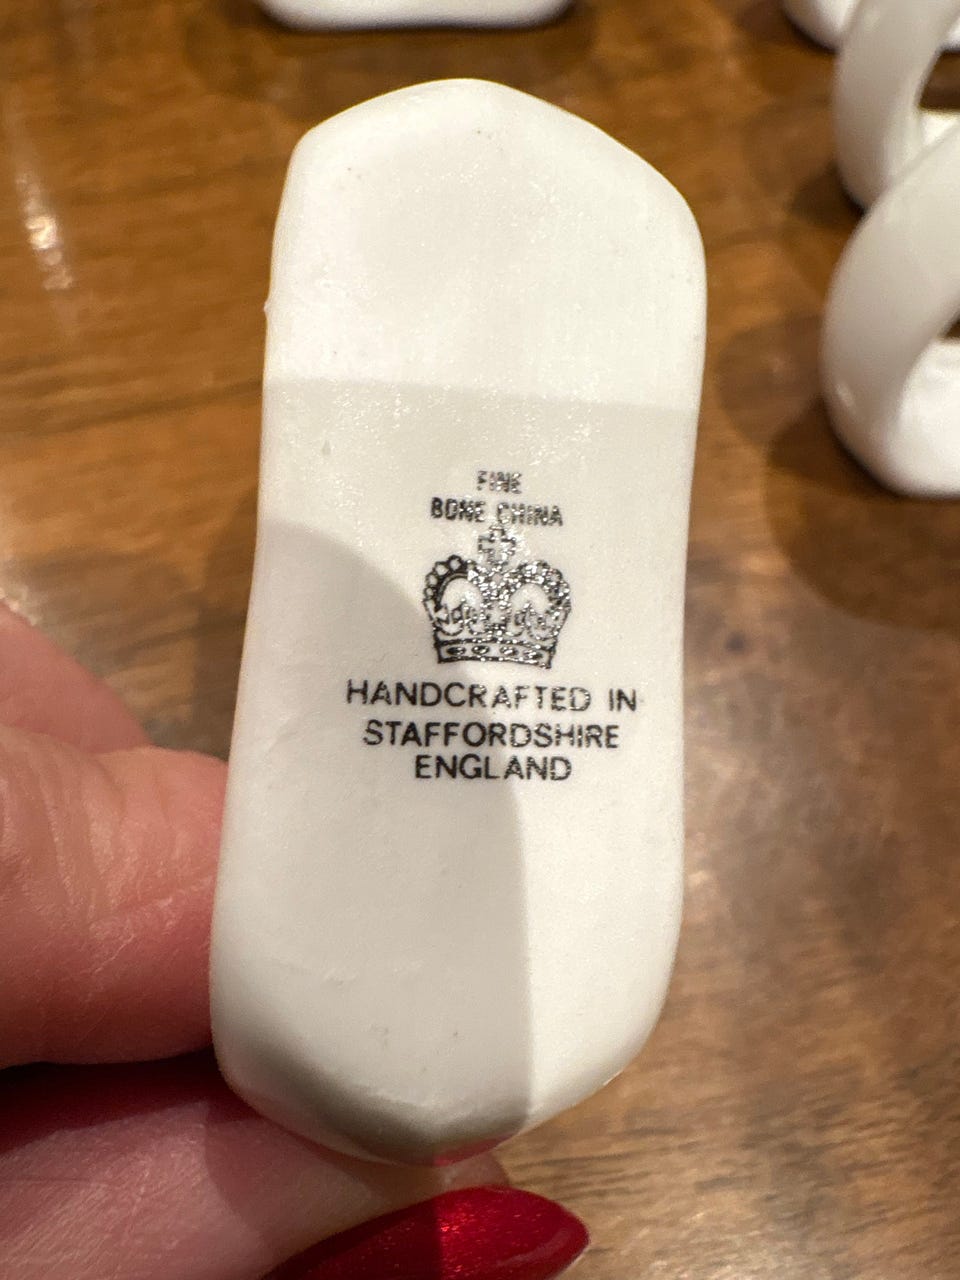 FINE
BONE CHINA
HANDCRAFTED IN
STAFFORDSHIRE
ENGLAND